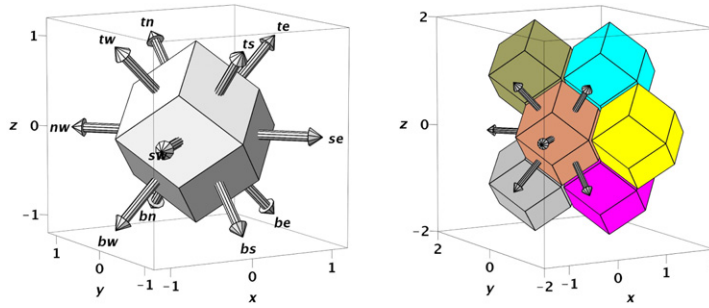 tn te
tw ts
1
z 0
nw se
sw
-1
bn be
bw bs
1 0 -1 -1 0 1
y x
2
z 0
-2
2 0 -2 -1 0 1
y x